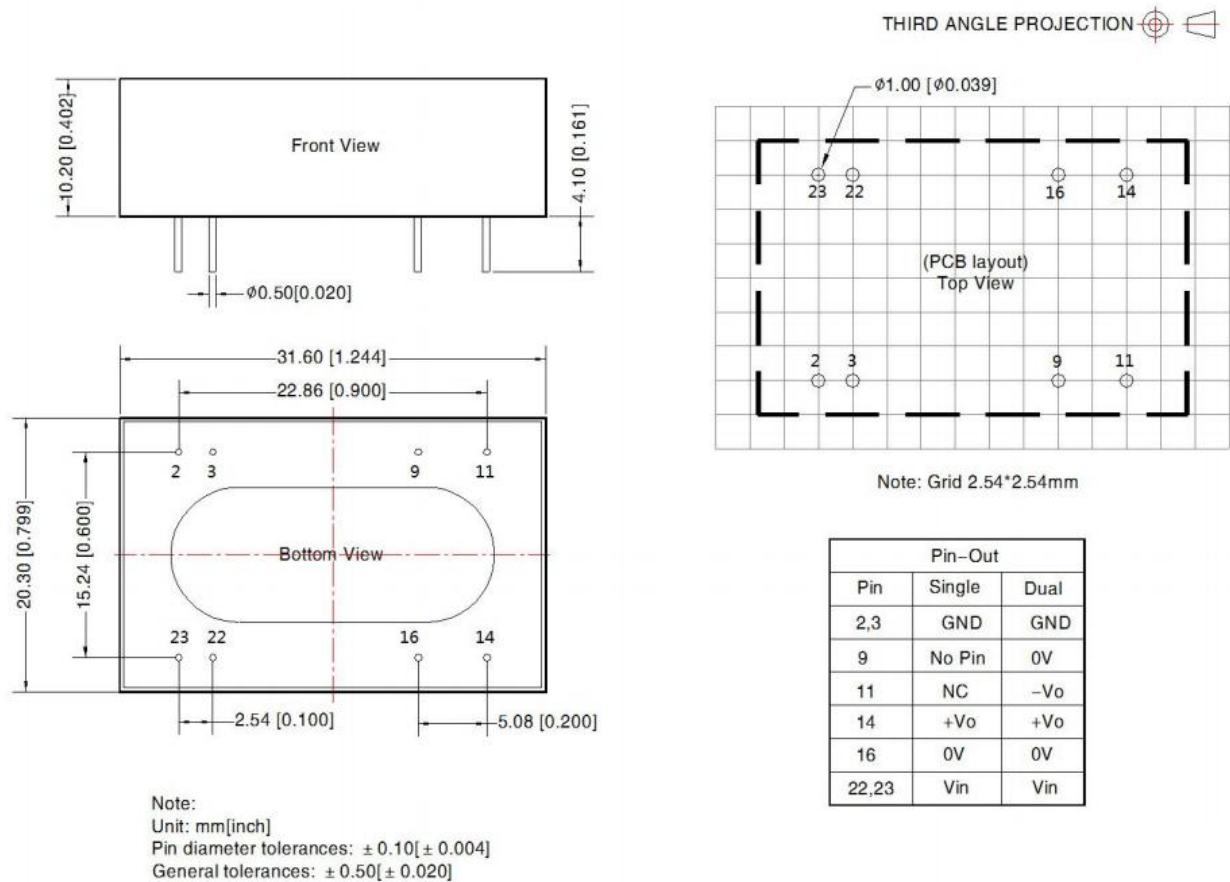 THIRD ANGLE PROJECTION
10.20 [0.402]
Front View
4.10 [0.161]
ϕ0.50[0.020]
ϕ1.00 [ϕ0.039]
23 22 16 14
(PCB layout)
Top View
2 3 9 11
Note: Grid 2.54*2.54mm
31.60 [1.244]
22.86 [0.900]
2 3 9 11
20.30 [0.799]
15.24 [0.600]
Bottom View
23 22 16 14
2.54 [0.100]
5.08 [0.200]
Pin-Out
Pin Single Dual
2,3 GND GND
9 No Pin 0V
11 NC -Vo
14 +Vo +Vo
16 0V 0V
22,23 Vin Vin
Note:
Unit: mm[inch]
Pin diameter tolerances: ± 0.10[± 0.004]
General tolerances: ± 0.50[± 0.020]